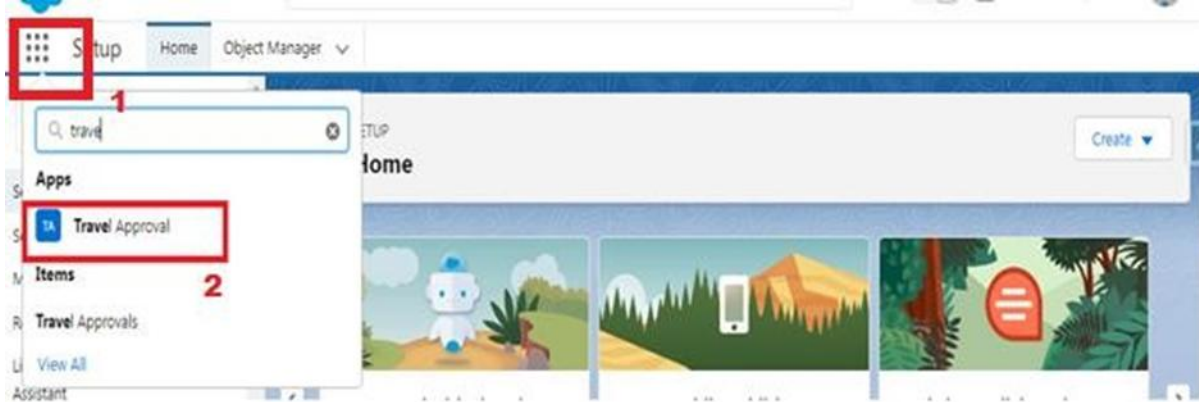 Setup Home Object Manager
1
trave
Apps
TA Travel Approval
2
Items
Travel Approvals
View All
Assistant
ETUP
Home
Create